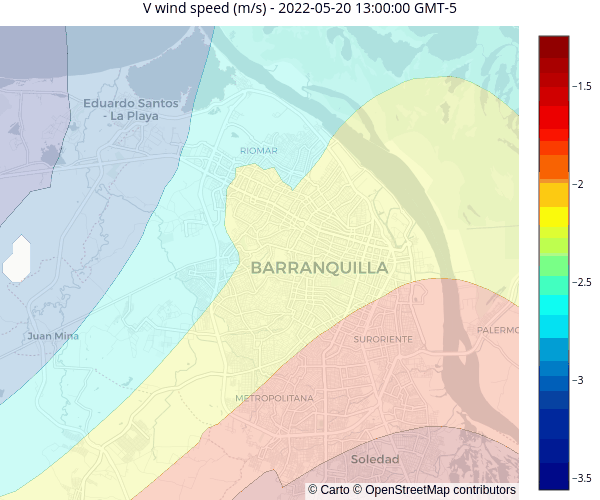 V wind speed (m/s) - 2022-05-20 13:00:00 GMT-5
Eduardo Santos
- La Playa
RIOMAR
BARRANQUILLA
Juan Mina
SURORIENTE
PALERMO
METROPOLITANA
Soledad
© Carto © OpenStreetMap contributors
−1.5
−2
−2.5
−3
−3.5